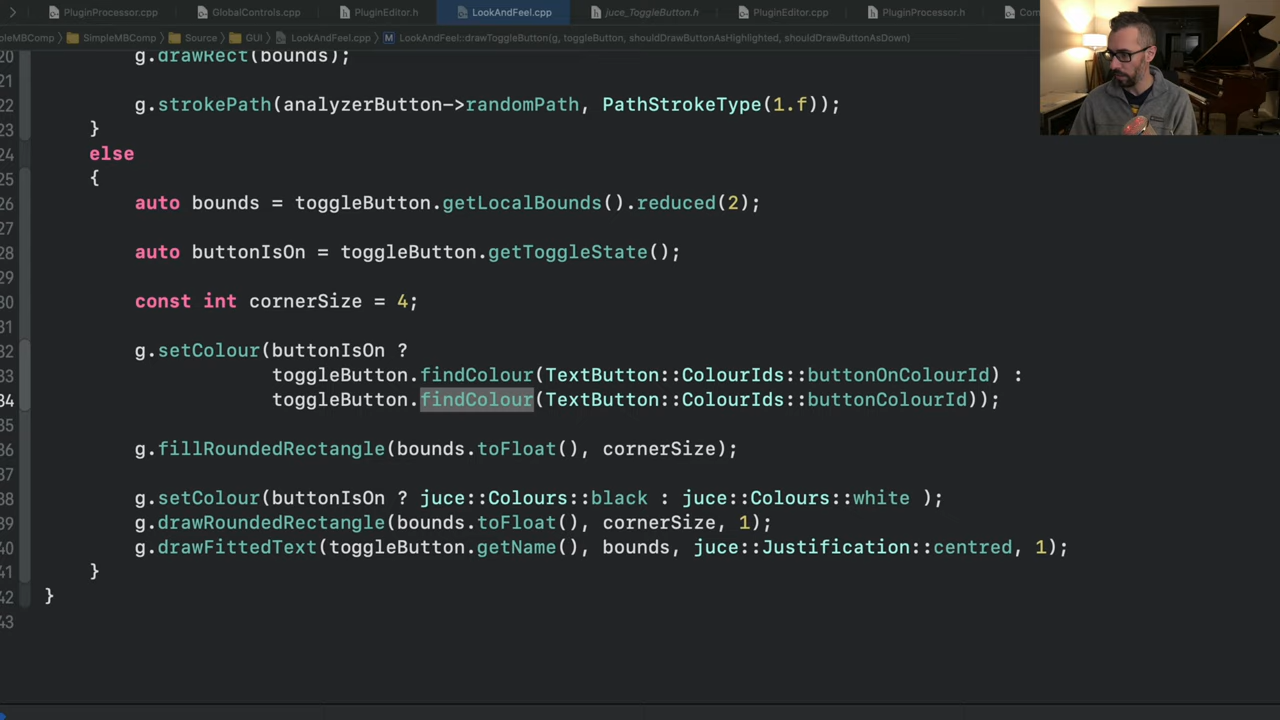 PluginProcessor.cpp GlobalControls.cpp PluginEditor.h LookAndFeel.cpp juce_ToggleButton.h PluginEditor.cpp PluginProcessor.h Con
MBComp SimpleMBComp Source GUI LookAndFeel.cpp M LookAndFeel::drawToggleButton(g, toggleButton, shouldDrawButtonAsHighlighted, shouldDrawButtonAsDown)
20 g.drawRect(bounds);
21
22 g.strokePath(analyzerButton->randomPath, PathStrokeType(1.f));
23 }
24 else
25 {
26 auto bounds = toggleButton.getLocalBounds().reduced(2);
27
28 auto buttonIsOn = toggleButton.getToggleState();
29
30 const int cornerSize = 4;
31
32 g.setColour(buttonIsOn ?
33 toggleButton.findColour(TextButton::ColourIds::buttonOnColourId) :
34 toggleButton.findColour(TextButton::ColourIds::buttonColourId));
35
36 g.fillRoundedRectangle(bounds.toFloat(), cornerSize);
37
38 g.setColour(buttonIsOn ? juce::Colours::black : juce::Colours::white );
39 g.drawRoundedRectangle(bounds.toFloat(), cornerSize, 1);
40 g.drawFittedText(toggleButton.getName(), bounds, juce::Justification::centred, 1);
41 }
42 }
43